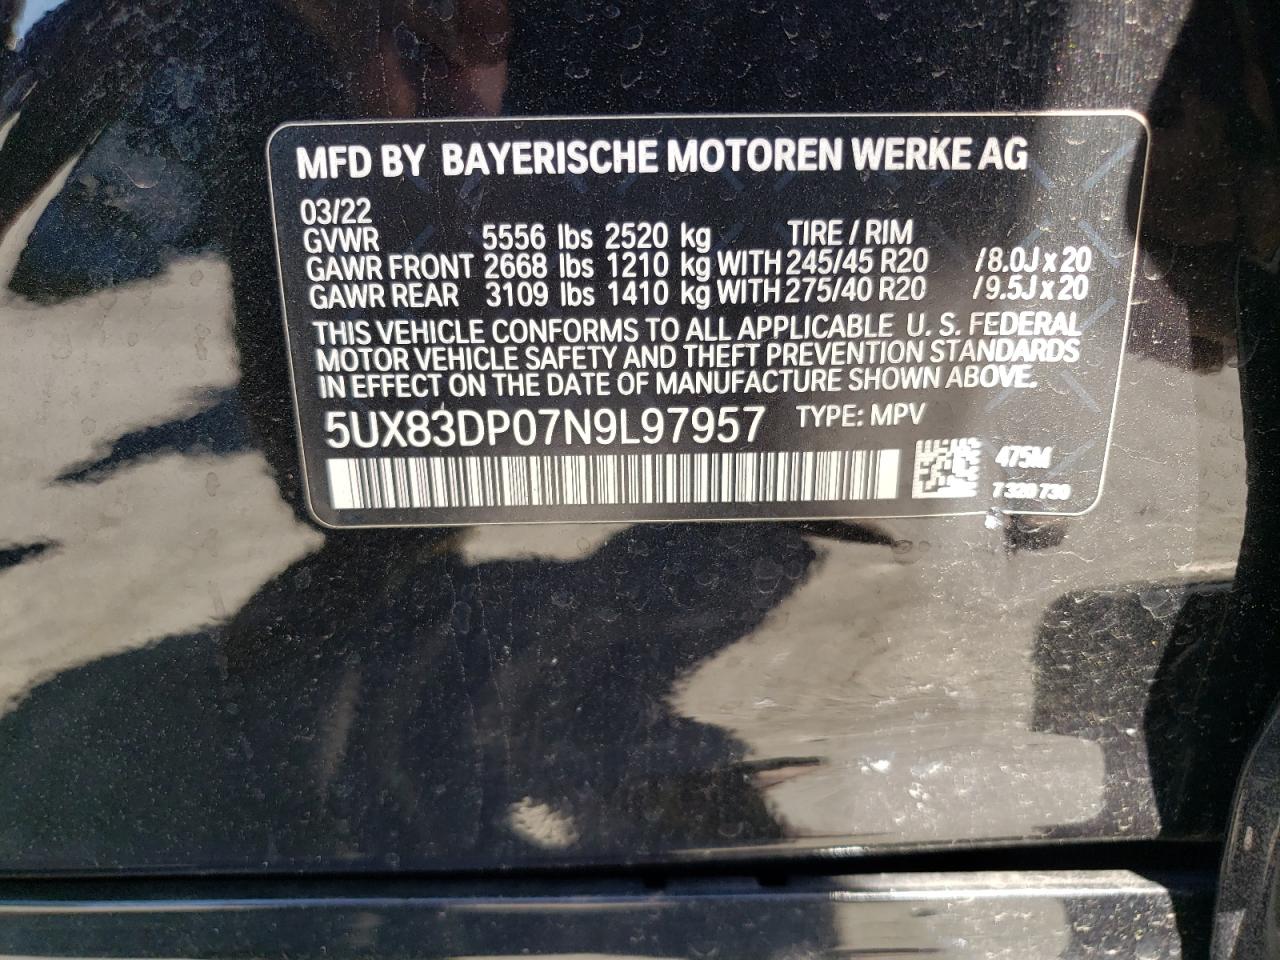 MFD BY BAYERISCHE MOTOREN WERKE AG
03/22
GVWR 5556 lbs 2520 kg TIRE / RIM
GAWR FRONT 2668 lbs 1210 kg WITH 245/45 R20 /8.0J x 20
GAWR REAR 3109 lbs 1410 kg WITH 275/40 R20 /9.5J x 20
THIS VEHICLE CONFORMS TO ALL APPLICABLE U. S. FEDERAL
MOTOR VEHICLE SAFETY AND THEFT PREVENTION STANDARDS
IN EFFECT ON THE DATE OF MANUFACTURE SHOWN ABOVE.
5UX83DP07N9L97957 TYPE: MPV
475M
7 320 730